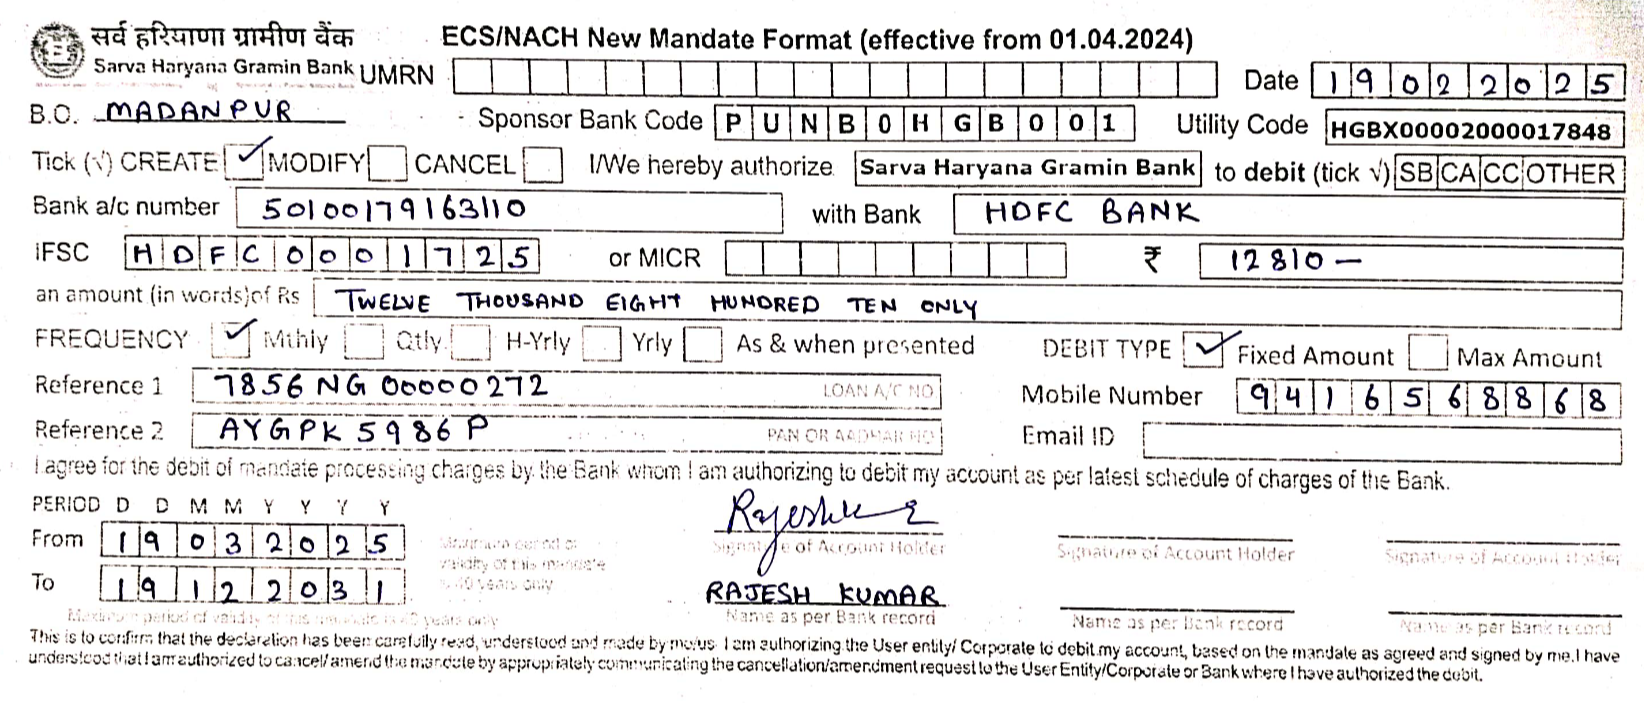 सर्व हरियाणा ग्रामीण बैंक ECS/NACH New Mandate Format (effective from 01.04.2024)
Sarva Haryana Gramin Bank UMRN Date 19022025
B.O. MADANPUR Sponsor Bank Code PUNB0HGB001 Utility Code HGBX00002000017848
Tick (√) CREATE ✓ MODIFY CANCEL I/We hereby authorize Sarva Haryana Gramin Bank to debit (tick √) SB CA CC OTHER
Bank a/c number 50100179163110 with Bank HDFC BANK
IFSC HDFC0001725 or MICR ₹ 12810 —
an amount (in words)of Rs TWELVE THOUSAND EIGHT HUNDRED TEN ONLY
FREQUENCY ✓ Mthly Qtly H-Yrly Yrly As & when presented DEBIT TYPE ✓ Fixed Amount Max Amount
Reference 1 7856NG00000272 LOAN A/C NO Mobile Number 9416568868
Reference 2 AYGPK5986P PAN OR AADHAR NO Email ID
I agree for the debit of mandate processing charges by the Bank whom I am authorizing to debit my account as per latest schedule of charges of the Bank.
PERIOD D D M M Y Y Y Y
From 19032025 Maximum period of validity of this mandate is 40 years only
To 19122031
Rajeshk
Signature of Account Holder Signature of Account Holder Signature of Account Holder
RAJESH KUMAR
Name as per Bank record Name as per Bank record Name as per Bank record
Maximum period of validity of this mandate is 40 years only
This is to confirm that the declaration has been carefully read, understood and made by me/us. I am authorizing the User entity/ Corporate to debit my account, based on the mandate as agreed and signed by me.I have
understood that I am authorized to cancel/ amend the mandate by appropriately communicating the cancellation/amendment request to the User Entity/Corporate or Bank where I have authorized the debit.